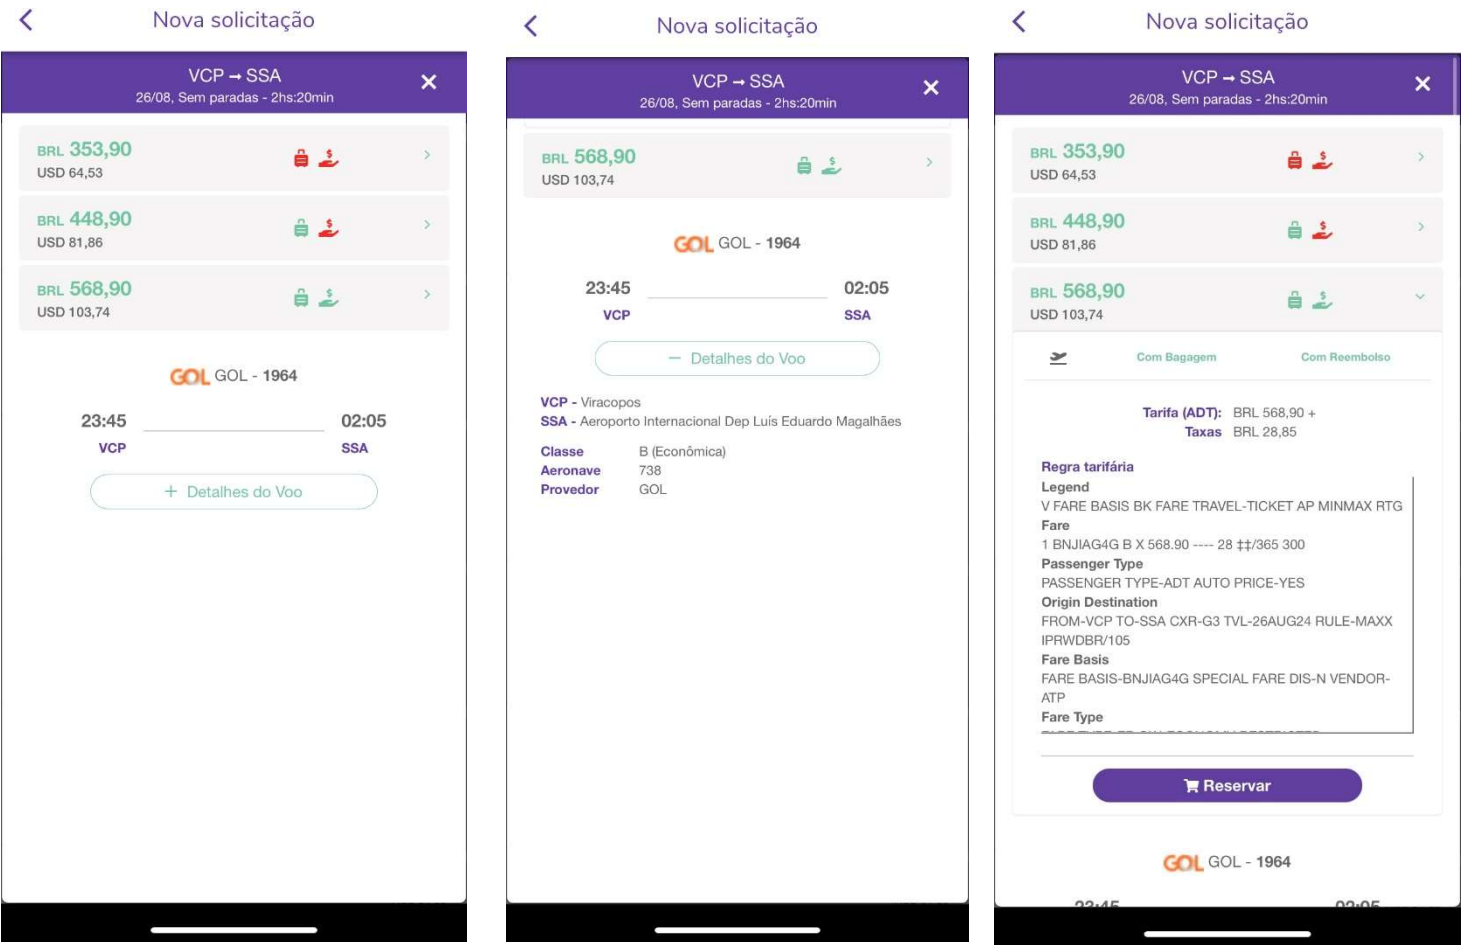 Nova solicitação
VCP → SSA
26/08, Sem paradas - 2hs:20min
BRL 353,90
USD 64,53
BRL 448,90
USD 81,86
BRL 568,90
USD 103,74
GOL GOL - 1964
23:45 02:05
VCP SSA
+ Detalhes do Voo
Nova solicitação
VCP → SSA
26/08, Sem paradas - 2hs:20min
BRL 568,90
USD 103,74
GOL GOL - 1964
23:45 02:05
VCP SSA
− Detalhes do Voo
VCP - Viracopos
SSA - Aeroporto Internacional Dep Luís Eduardo Magalhães
Classe B (Econômica)
Aeronave 738
Provedor GOL
Nova solicitação
VCP → SSA
26/08, Sem paradas - 2hs:20min
BRL 353,90
USD 64,53
BRL 448,90
USD 81,86
BRL 568,90
USD 103,74
Com Bagagem Com Reembolso
Tarifa (ADT): BRL 568,90 +
Taxas BRL 28,85
Regra tarifária
Legend
V FARE BASIS BK FARE TRAVEL-TICKET AP MINMAX RTG
Fare
1 BNJIAG4G B X 568.90 ---- 28 ‡‡/365 300
Passenger Type
PASSENGER TYPE-ADT AUTO PRICE-YES
Origin Destination
FROM-VCP TO-SSA CXR-G3 TVL-26AUG24 RULE-MAXX
IPRWDBR/105
Fare Basis
FARE BASIS-BNJIAG4G SPECIAL FARE DIS-N VENDOR-
ATP
Fare Type
Reservar
GOL GOL - 1964
23:45 02:05